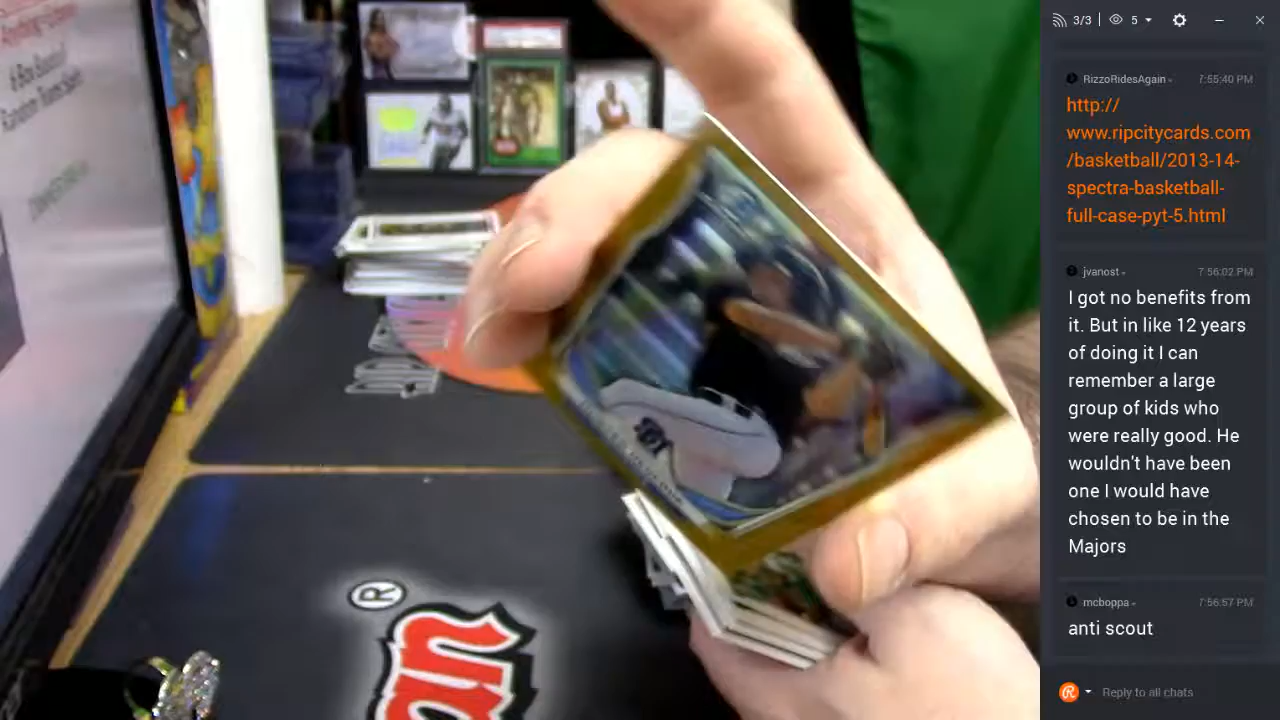 3/3
5
RizzoRidesAgain
7:55:40 PM
http://
www.ripcitycards.com
/basketball/2013-14-
spectra-basketball-
full-case-pyt-5.html
jvanost
7:56:02 PM
I got no benefits from
it. But in like 12 years
of doing it I can
remember a large
group of kids who
were really good. He
wouldn't have been
one I would have
chosen to be in the
Majors
mcboppa
7:56:57 PM
anti scout
Reply to all chats
®